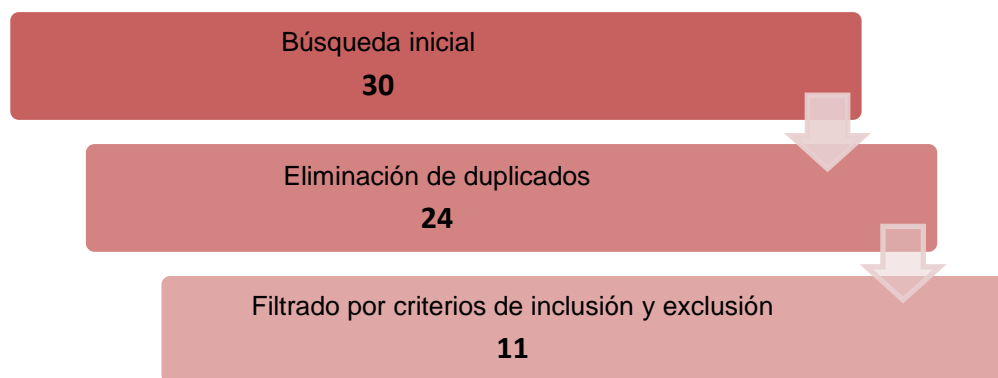 Búsqueda inicial
30
Eliminación de duplicados
24
Filtrado por criterios de inclusión y exclusión
11